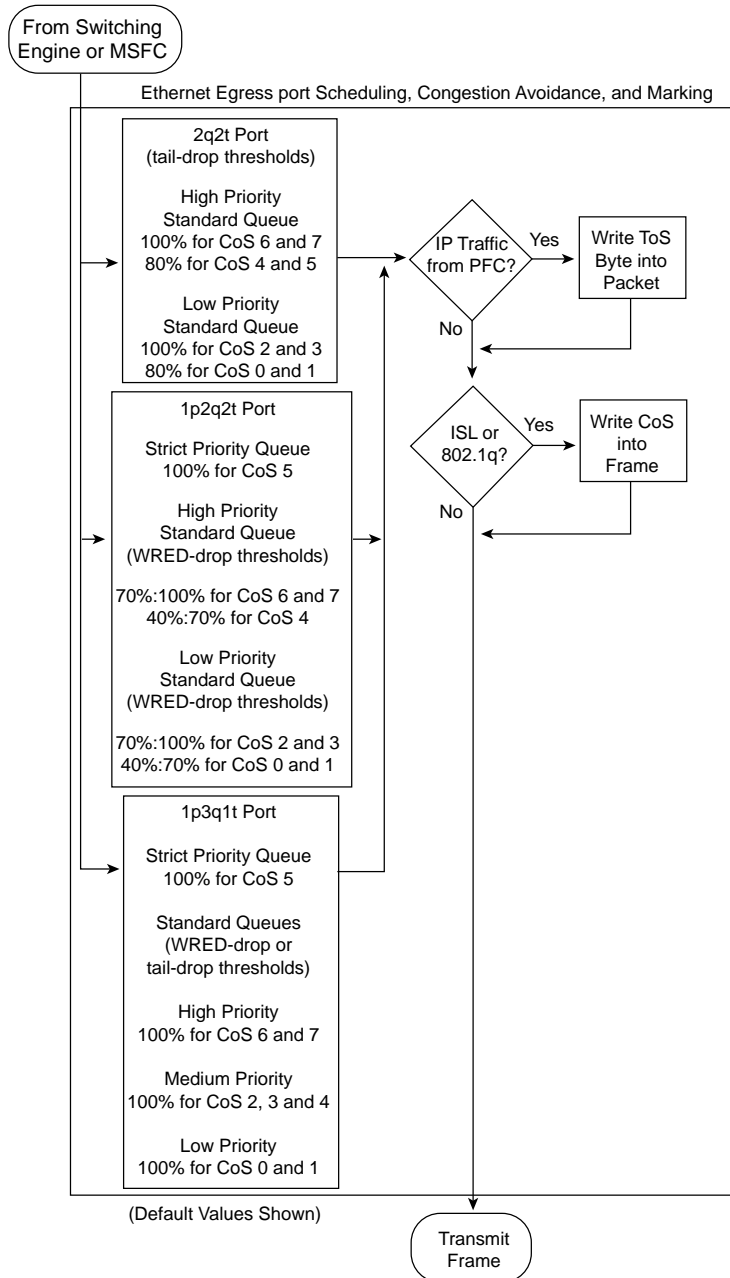 From Switching
Engine or MSFC
Ethernet Egress port Scheduling, Congestion Avoidance, and Marking
2q2t Port
(tail-drop thresholds)
High Priority
Standard Queue
100% for CoS 6 and 7
80% for CoS 4 and 5
Low Priority
Standard Queue
100% for CoS 2 and 3
80% for CoS 0 and 1
IP Traffic
from PFC?
Yes
Write ToS
Byte into
Packet
No
1p2q2t Port
Strict Priority Queue
100% for CoS 5
High Priority
Standard Queue
(WRED-drop thresholds)
70%:100% for CoS 6 and 7
40%:70% for CoS 4
Low Priority
Standard Queue
(WRED-drop thresholds)
70%:100% for CoS 2 and 3
40%:70% for CoS 0 and 1
ISL or
802.1q?
Yes
Write CoS
into
Frame
No
1p3q1t Port
Strict Priority Queue
100% for CoS 5
Standard Queues
(WRED-drop or
tail-drop thresholds)
High Priority
100% for CoS 6 and 7
Medium Priority
100% for CoS 2, 3 and 4
Low Priority
100% for CoS 0 and 1
(Default Values Shown)
Transmit
Frame